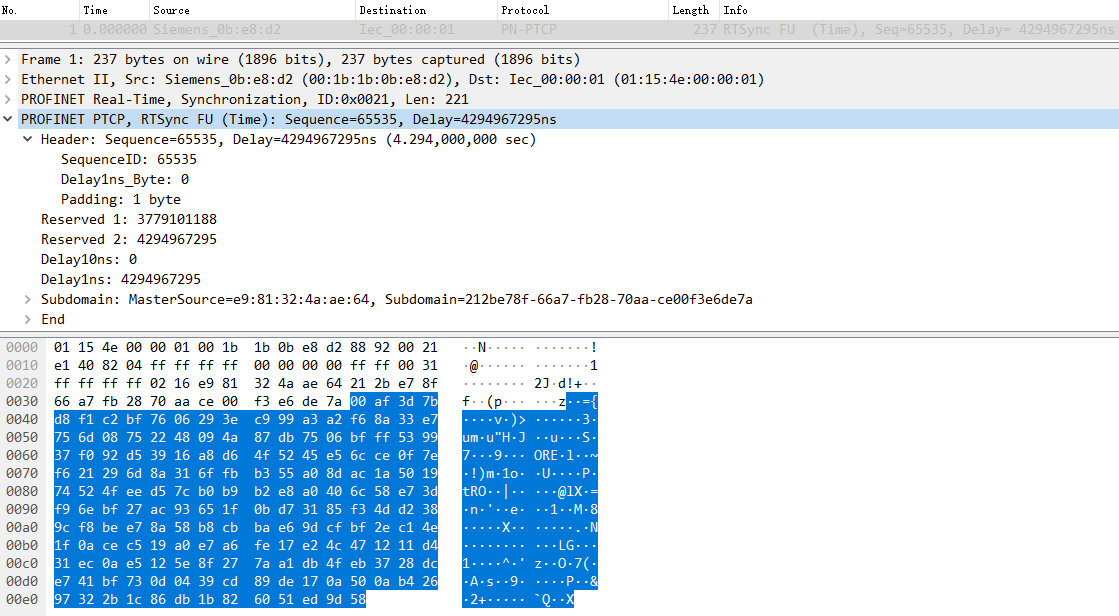 No. Time Source Destination Protocol Length Info
1 0.000000 Siemens_0b:e8:d2 Iec_00:00:01 PN-PTCP 237 RTSync FU (Time), Seq=65535, Delay= 4294967295ns
Frame 1: 237 bytes on wire (1896 bits), 237 bytes captured (1896 bits)
Ethernet II, Src: Siemens_0b:e8:d2 (00:1b:1b:0b:e8:d2), Dst: Iec_00:00:01 (01:15:4e:00:00:01)
PROFINET Real-Time, Synchronization, ID:0x0021, Len: 221
PROFINET PTCP, RTSync FU (Time): Sequence=65535, Delay=4294967295ns
Header: Sequence=65535, Delay=4294967295ns (4.294,000,000 sec)
SequenceID: 65535
Delay1ns_Byte: 0
Padding: 1 byte
Reserved 1: 3779101188
Reserved 2: 4294967295
Delay10ns: 0
Delay1ns: 4294967295
Subdomain: MasterSource=e9:81:32:4a:ae:64, Subdomain=212be78f-66a7-fb28-70aa-ce00f3e6de7a
End
0000 01 15 4e 00 00 01 00 1b 1b 0b e8 d2 88 92 00 21 ··N····· ·······!
0010 e1 40 82 04 ff ff ff ff 00 00 00 00 ff ff 00 31 ·@······ ·······1
0020 ff ff ff ff 02 16 e9 81 32 4a ae 64 21 2b e7 8f ········ 2J·d!+··
0030 66 a7 fb 28 70 aa ce 00 f3 e6 de 7a 00 af 3d 7b f··(p··· ···z··={
0040 d8 f1 c2 bf 76 06 29 3e c9 99 a3 a2 f6 8a 33 e7 ····v·)> ······3·
0050 75 6d 08 75 22 48 09 4a 87 db 75 06 bf ff 53 99 um·u"H·J ··u···S·
0060 37 f0 92 d5 39 16 a8 d6 4f 52 45 e5 6c ce 0f 7e 7···9··· ORE·l··~
0070 f6 21 29 6d 8a 31 6f fb b3 55 a0 8d ac 1a 50 19 ·!)m·1o· ·U····P·
0080 74 52 4f ee d5 7c b0 b9 b2 e8 a0 40 6c 58 e7 3d tRO··|·· ···@lX·=
0090 f9 6e bf 27 ac 93 65 1f 0b d7 31 85 f3 4d d2 38 ·n·'··e· ··1··M·8
00a0 9c f8 be e7 8a 58 b8 cb ba e6 9d cf bf 2e c1 4e ·····X·· ·····.·N
00b0 1f 0a ce c5 19 a0 e7 a6 fe 17 e2 4c 47 12 11 d4 ········ ···LG···
00c0 31 ec 0a e5 12 5e 8f 27 7a a1 db 4f eb 37 28 dc 1····^·' z··O·7(·
00d0 e7 41 bf 73 0d 04 39 cd 89 de 17 0a 50 0a b4 26 ·A·s··9· ····P··&
00e0 97 32 2b 1c 86 db 1b 82 60 51 ed 9d 58 ·2+····· `Q··X